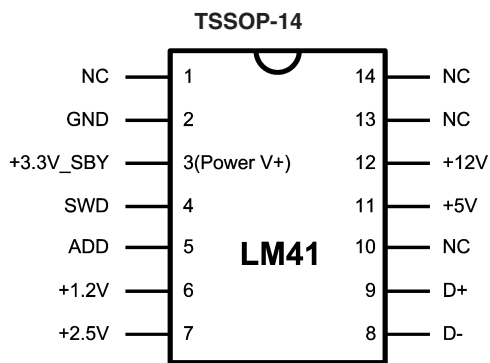 TSSOP-14
NC 1 14 NC
GND 2 13 NC
+3.3V_SBY 3(Power V+) 12 +12V
SWD 4 11 +5V
ADD 5 10 NC
LM41
+1.2V 6 9 D+
+2.5V 7 8 D-